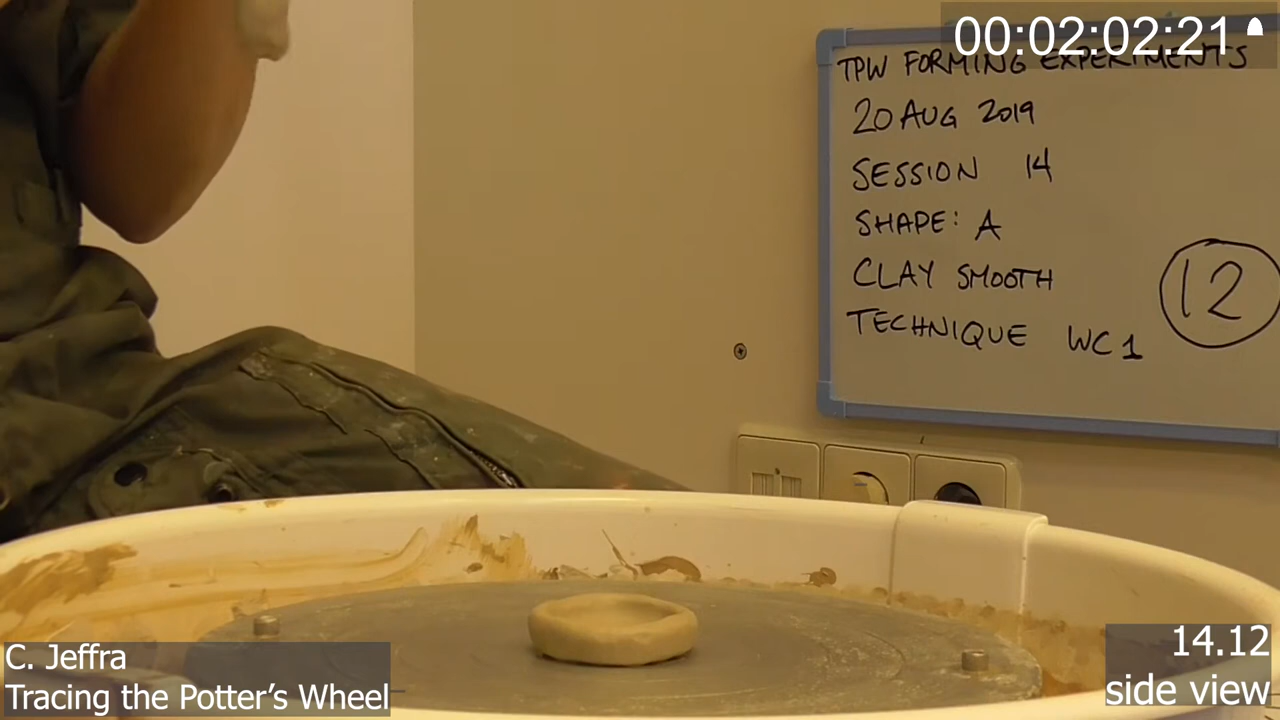 00:02:02:21
TPW FORMING EXPERIMENTS
20 AUG 2019
SESSION 14
SHAPE: A
CLAY SMOOTH
12
TECHNIQUE WC1
C. Jeffra
Tracing the Potter's Wheel
14.12
side view